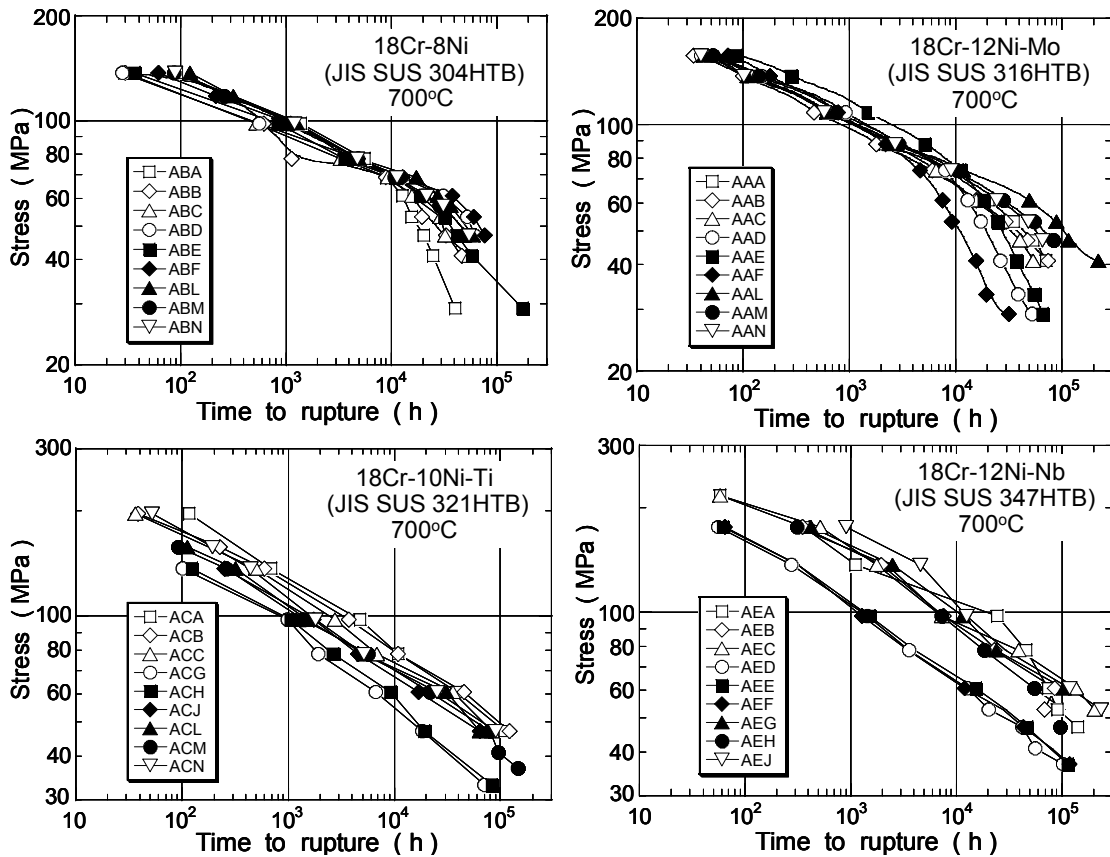 200
100
80
60
40
20
10
10²
10³
10⁴
10⁵
Stress (MPa)
Time to rupture (h)
18Cr-8Ni
(JIS SUS 304HTB)
700°C
ABA
ABB
ABC
ABD
ABE
ABF
ABL
ABM
ABN
200
100
80
60
40
20
10
10²
10³
10⁴
10⁵
Stress (MPa)
Time to rupture (h)
18Cr-12Ni-Mo
(JIS SUS 316HTB)
700°C
AAA
AAB
AAC
AAD
AAE
AAF
AAL
AAM
AAN
300
100
80
60
40
30
10
10²
10³
10⁴
10⁵
Stress (MPa)
Time to rupture (h)
18Cr-10Ni-Ti
(JIS SUS 321HTB)
700°C
ACA
ACB
ACC
ACG
ACH
ACJ
ACL
ACM
ACN
300
100
80
60
40
30
10
10²
10³
10⁴
10⁵
Stress (MPa)
Time to rupture (h)
18Cr-12Ni-Nb
(JIS SUS 347HTB)
700°C
AEA
AEB
AEC
AED
AEE
AEF
AEG
AEH
AEJ